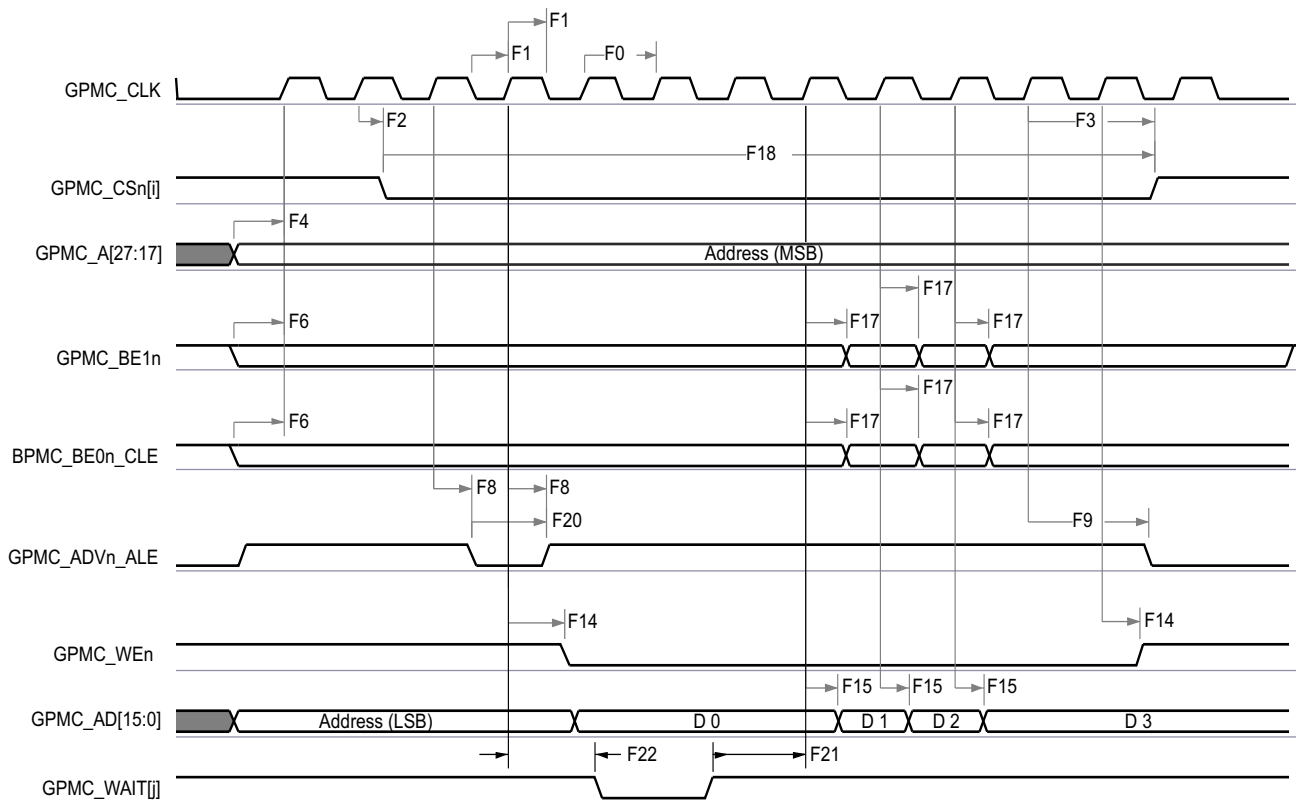 F1
F1
F0
GPMC_CLK
F2
F3
F18
GPMC_CSn[i]
F4
GPMC_A[27:17]
Address (MSB)
F17
F6
F17
F17
GPMC_BE1n
F17
F6
F17
F17
BPMC_BE0n_CLE
F8
F8
F20
F9
GPMC_ADVn_ALE
F14
F14
GPMC_WEn
F15
F15
F15
GPMC_AD[15:0]
Address (LSB)
D 0
D 1
D 2
D 3
F22
F21
GPMC_WAIT[j]